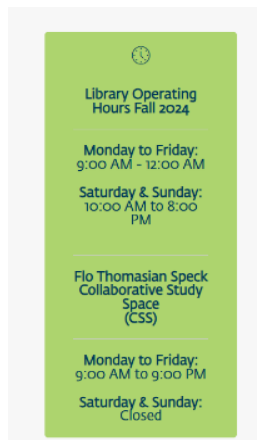 Library Operating
Hours Fall 2024
Monday to Friday:
9:00 AM - 12:00 AM
Saturday & Sunday:
10:00 AM to 8:00
PM
Flo Thomasian Speck
Collaborative Study
Space
(CSS)
Monday to Friday:
9:00 AM to 9:00 PM
Saturday & Sunday:
Closed